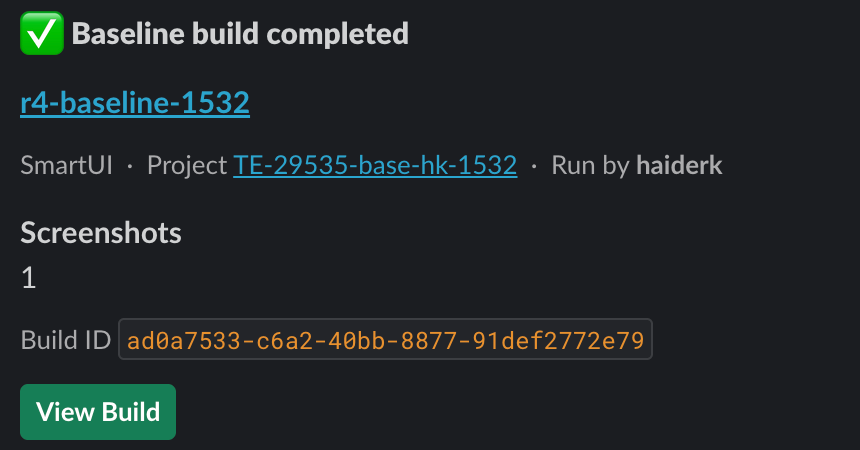 ✅ Baseline build completed
r4-baseline-1532
SmartUI · Project TE-29535-base-hk-1532 · Run by haiderk
Screenshots
1
Build ID ad0a7533-c6a2-40bb-8877-91def2772e79
View Build